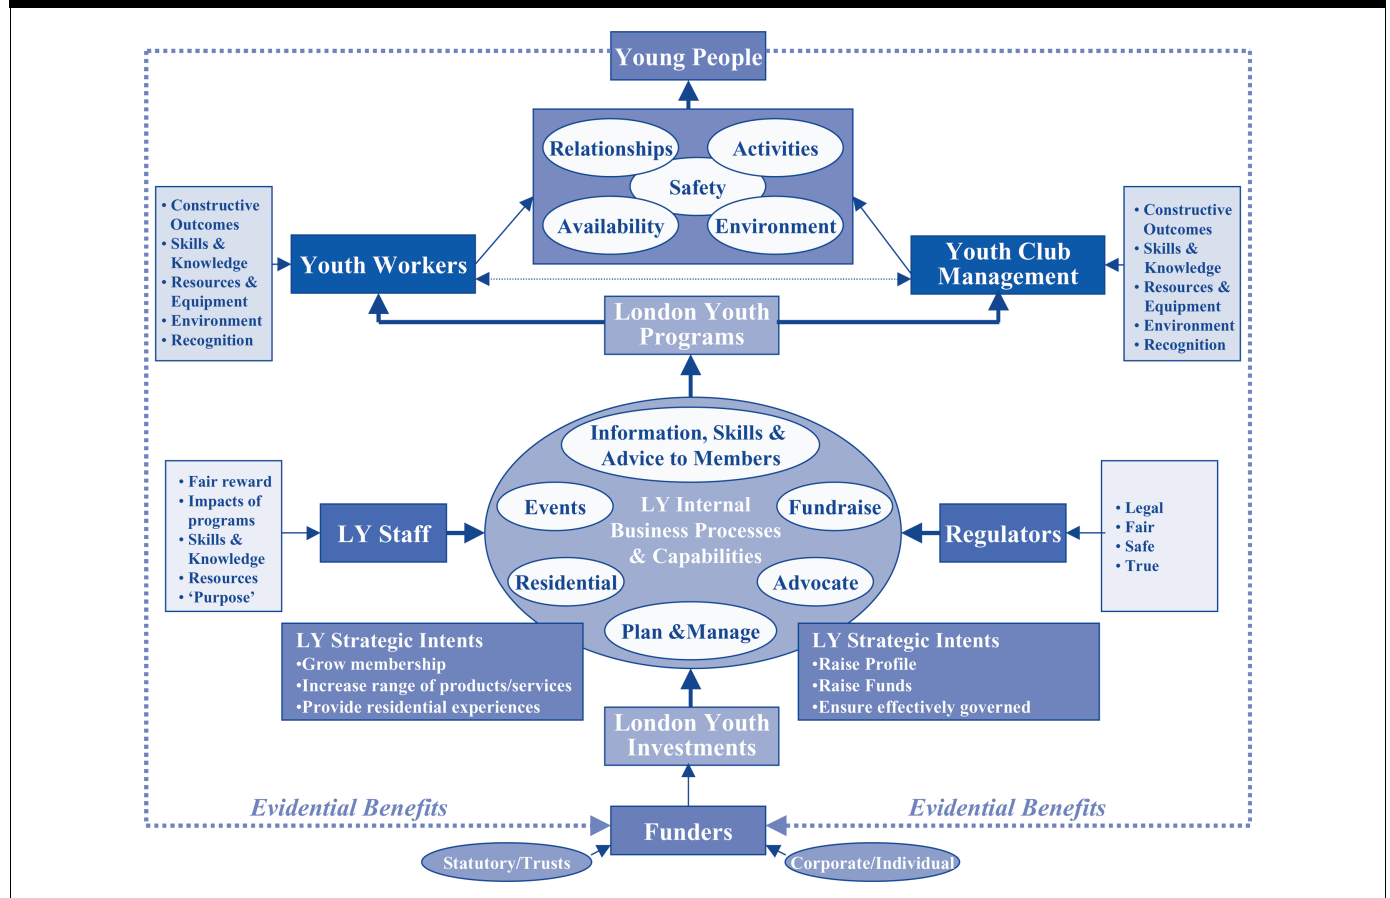 Young People
Relationships
Activities
Safety
Availability
Environment
• Constructive
Outcomes
• Skills &
Knowledge
• Resources &
Equipment
• Environment
• Recognition
Youth Workers
Youth Club
Management
• Constructive
Outcomes
• Skills &
Knowledge
• Resources &
Equipment
• Environment
• Recognition
London Youth
Programs
Information, Skills &
Advice to Members
Events
Fundraise
LY Internal
Business Processes
& Capabilities
Residential
Advocate
Plan &Manage
• Fair reward
• Impacts of
programs
• Skills &
Knowledge
• Resources
• ‘Purpose’
LY Staff
Regulators
• Legal
• Fair
• Safe
• True
LY Strategic Intents
•Grow membership
•Increase range of products/services
•Provide residential experiences
LY Strategic Intents
•Raise Profile
•Raise Funds
•Ensure effectively governed
London Youth
Investments
Evidential Benefits
Evidential Benefits
Funders
Statutory/Trusts
Corporate/Individual